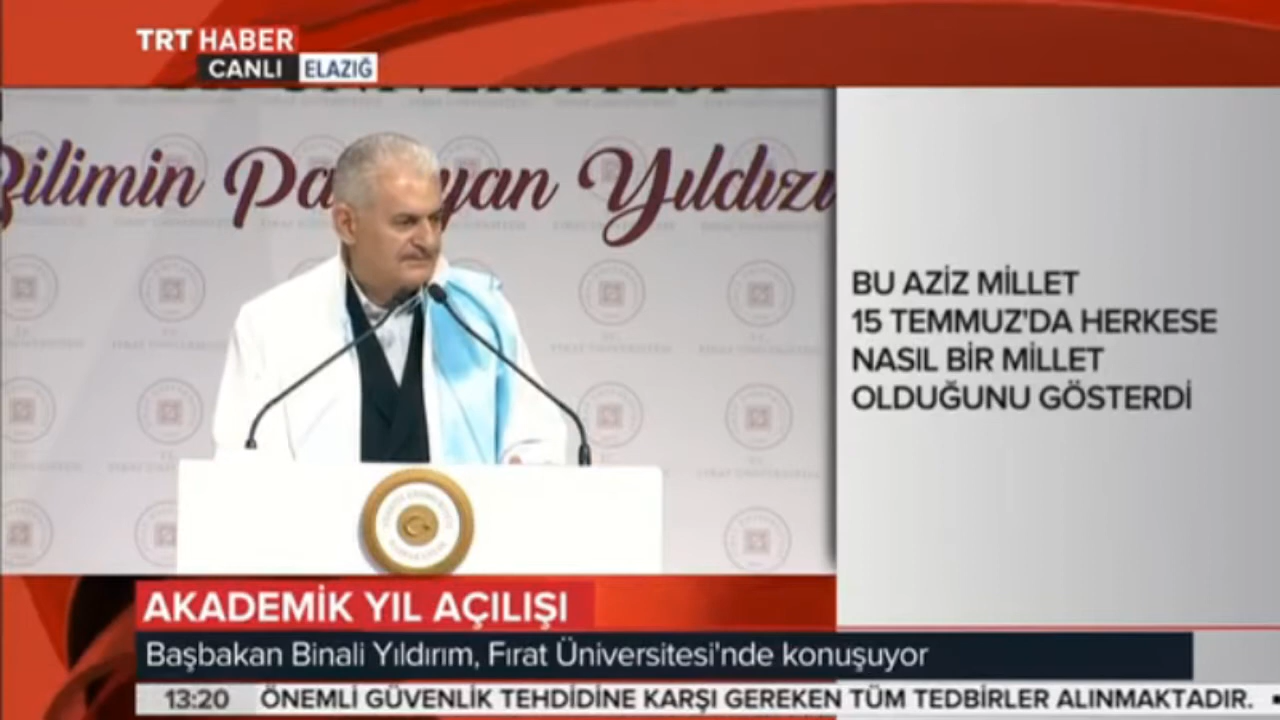 TRT HABER
CANLI ELAZIĞ
Bilimin Yıldızı
BU AZİZ MİLLET
15 TEMMUZ'DA HERKESE
NASIL BİR MİLLET
OLDUĞUNU GÖSTERDİ
AKADEMİK YIL AÇILIŞI
Başbakan Binali Yıldırım, Fırat Üniversitesi'nde konuşuyor
13:20 ÖNEMLİ GÜVENLİK TEHDİDİNE KARŞI GEREKEN TÜM TEDBİRLER ALINMAKTADIR.